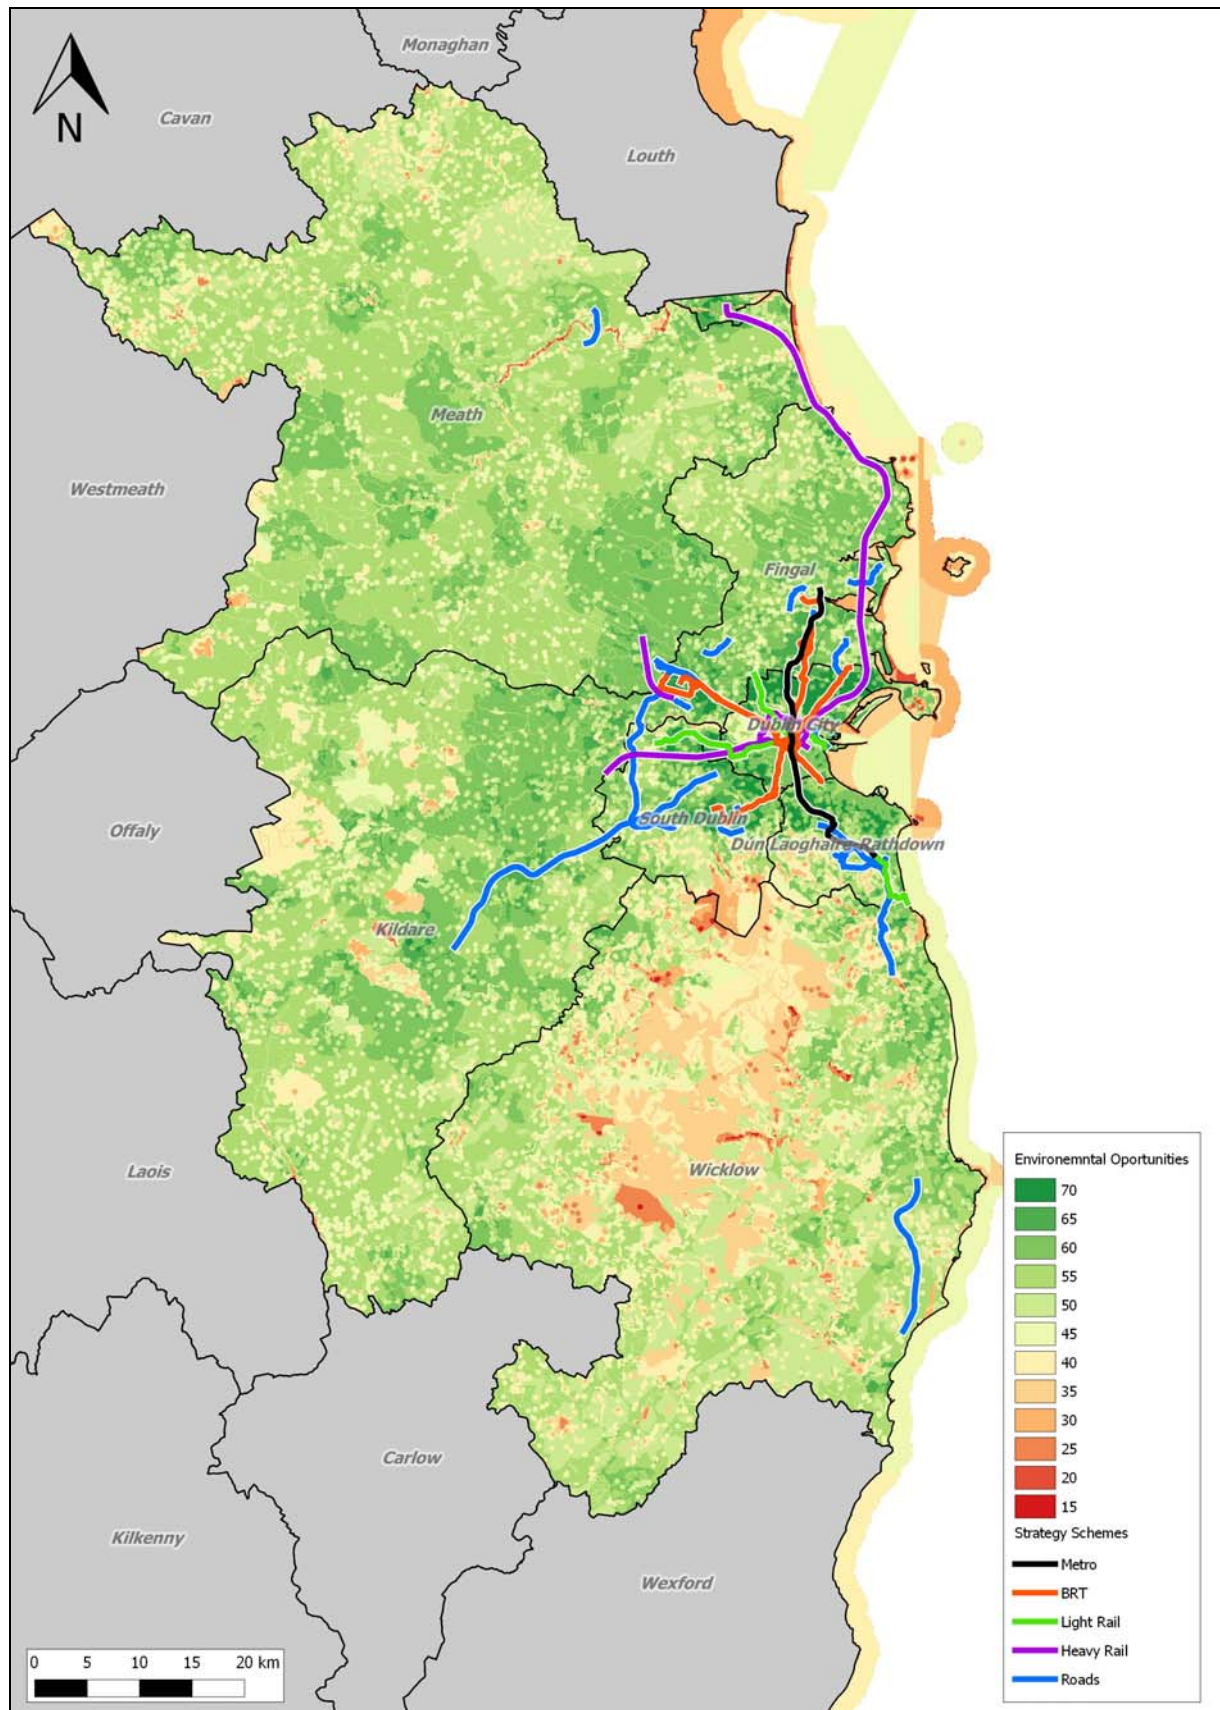 Monaghan
N
Cavan
Louth
Meath
Westmeath
Fingal
Dublin City
Offaly
South Dublin
Dún Laoghaire-Rathdown
Kildare
Laois
Wicklow
Carlow
Kilkenny
Wexford
Environemntal Oportunities
70
65
60
55
50
45
40
35
30
25
20
15
Strategy Schemes
Metro
BRT
Light Rail
Heavy Rail
Roads
0 5 10 15 20 km